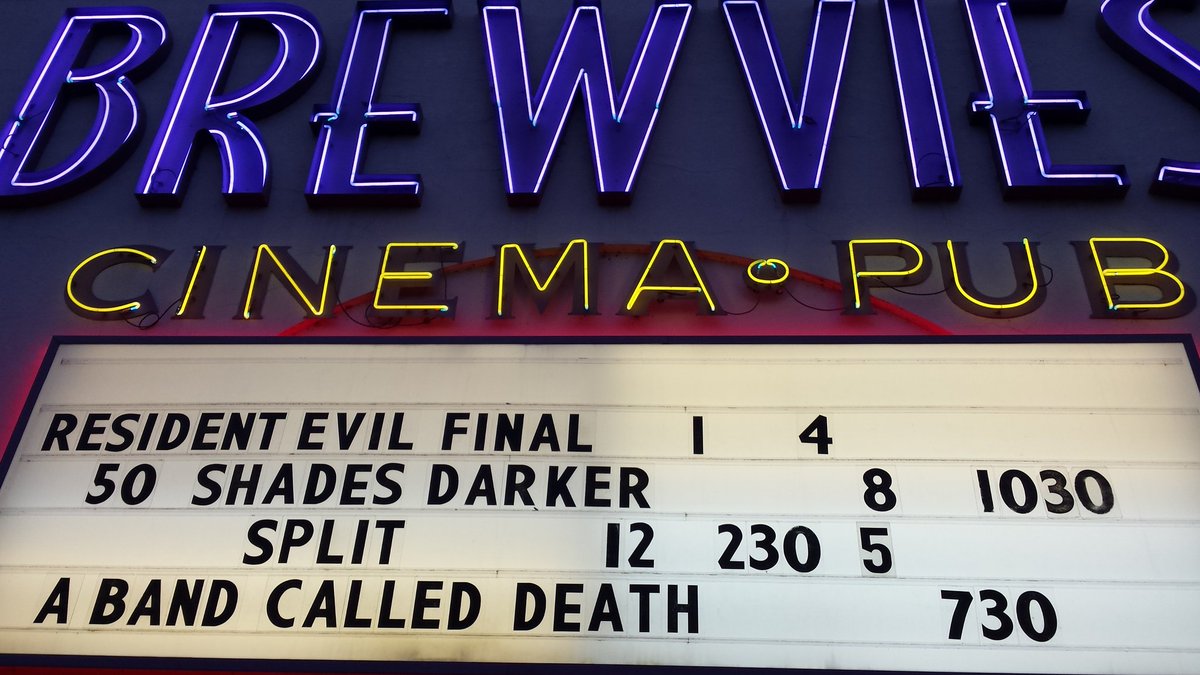 BREWVIES
CINEMA • PUB
RESIDENT EVIL FINAL 1 4
50 SHADES DARKER 8 1030
SPLIT 12 230 5
A BAND CALLED DEATH 730